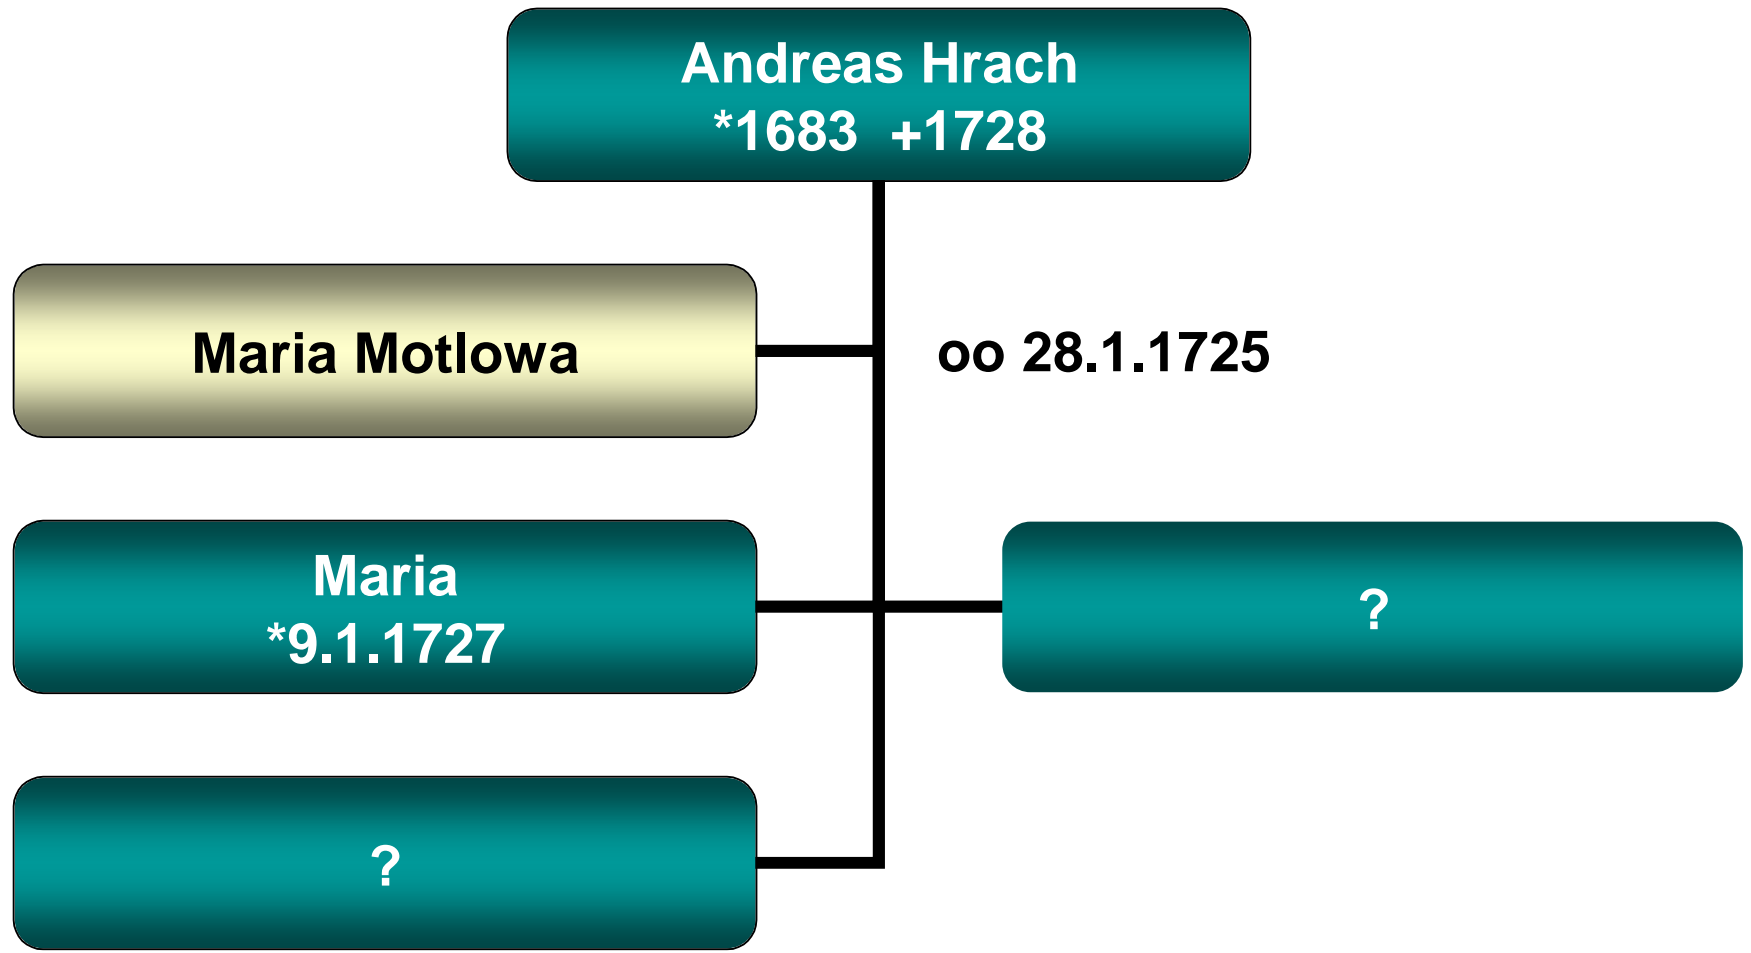 Andreas Hrach
*1683 +1728
Maria Motlowa
oo 28.1.1725
Maria
*9.1.1727
?
?